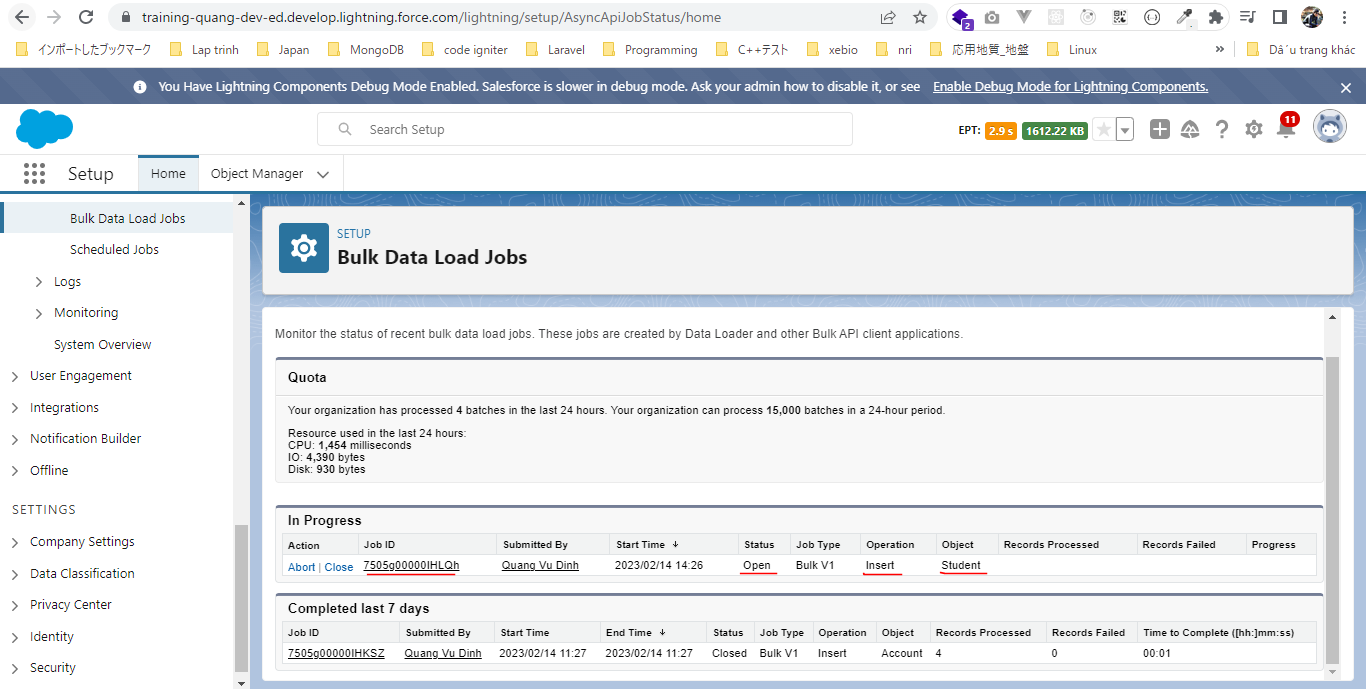 training-quang-dev-ed.develop.lightning.force.com/lightning/setup/AsyncApiJobStatus/home
2
インポートしたブックマーク Lap trinh Japan MongoDB code igniter Laravel Programming C++テスト xebio nri 応用地質_地盤 Linux » Dấu trang khác
You Have Lightning Components Debug Mode Enabled. Salesforce is slower in debug mode. Ask your admin how to disable it, or see Enable Debug Mode for Lightning Components.
Search Setup
EPT: 2.9 s 1612.22 KB
11
Setup Home Object Manager
Bulk Data Load Jobs
Scheduled Jobs
Logs
Monitoring
System Overview
User Engagement
Integrations
Notification Builder
Offline
SETTINGS
Company Settings
Data Classification
Privacy Center
Identity
Security
SETUP
Bulk Data Load Jobs
Monitor the status of recent bulk data load jobs. These jobs are created by Data Loader and other Bulk API client applications.
Quota
Your organization has processed 4 batches in the last 24 hours. Your organization can process 15,000 batches in a 24-hour period.
Resource used in the last 24 hours:
CPU: 1,454 milliseconds
IO: 4,390 bytes
Disk: 930 bytes
In Progress
Action Job ID Submitted By Start Time Status Job Type Operation Object Records Processed Records Failed Progress
Abort | Close 7505g00000IHLQh Quang Vu Dinh 2023/02/14 14:26 Open Bulk V1 Insert Student
Completed last 7 days
Job ID Submitted By Start Time End Time Status Job Type Operation Object Records Processed Records Failed Time to Complete ([hh:]mm:ss)
7505g00000IHKSZ Quang Vu Dinh 2023/02/14 11:27 2023/02/14 11:27 Closed Bulk V1 Insert Account 4 0 00:01